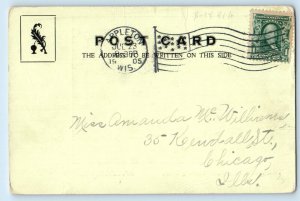 POST CARD
APPLETON
THE ADDRESS TO BE WRITTEN ON THIS SIDE
WIS.
Miss Amanda McWilliams
35 Kendall St,
Chicago,
Ills.